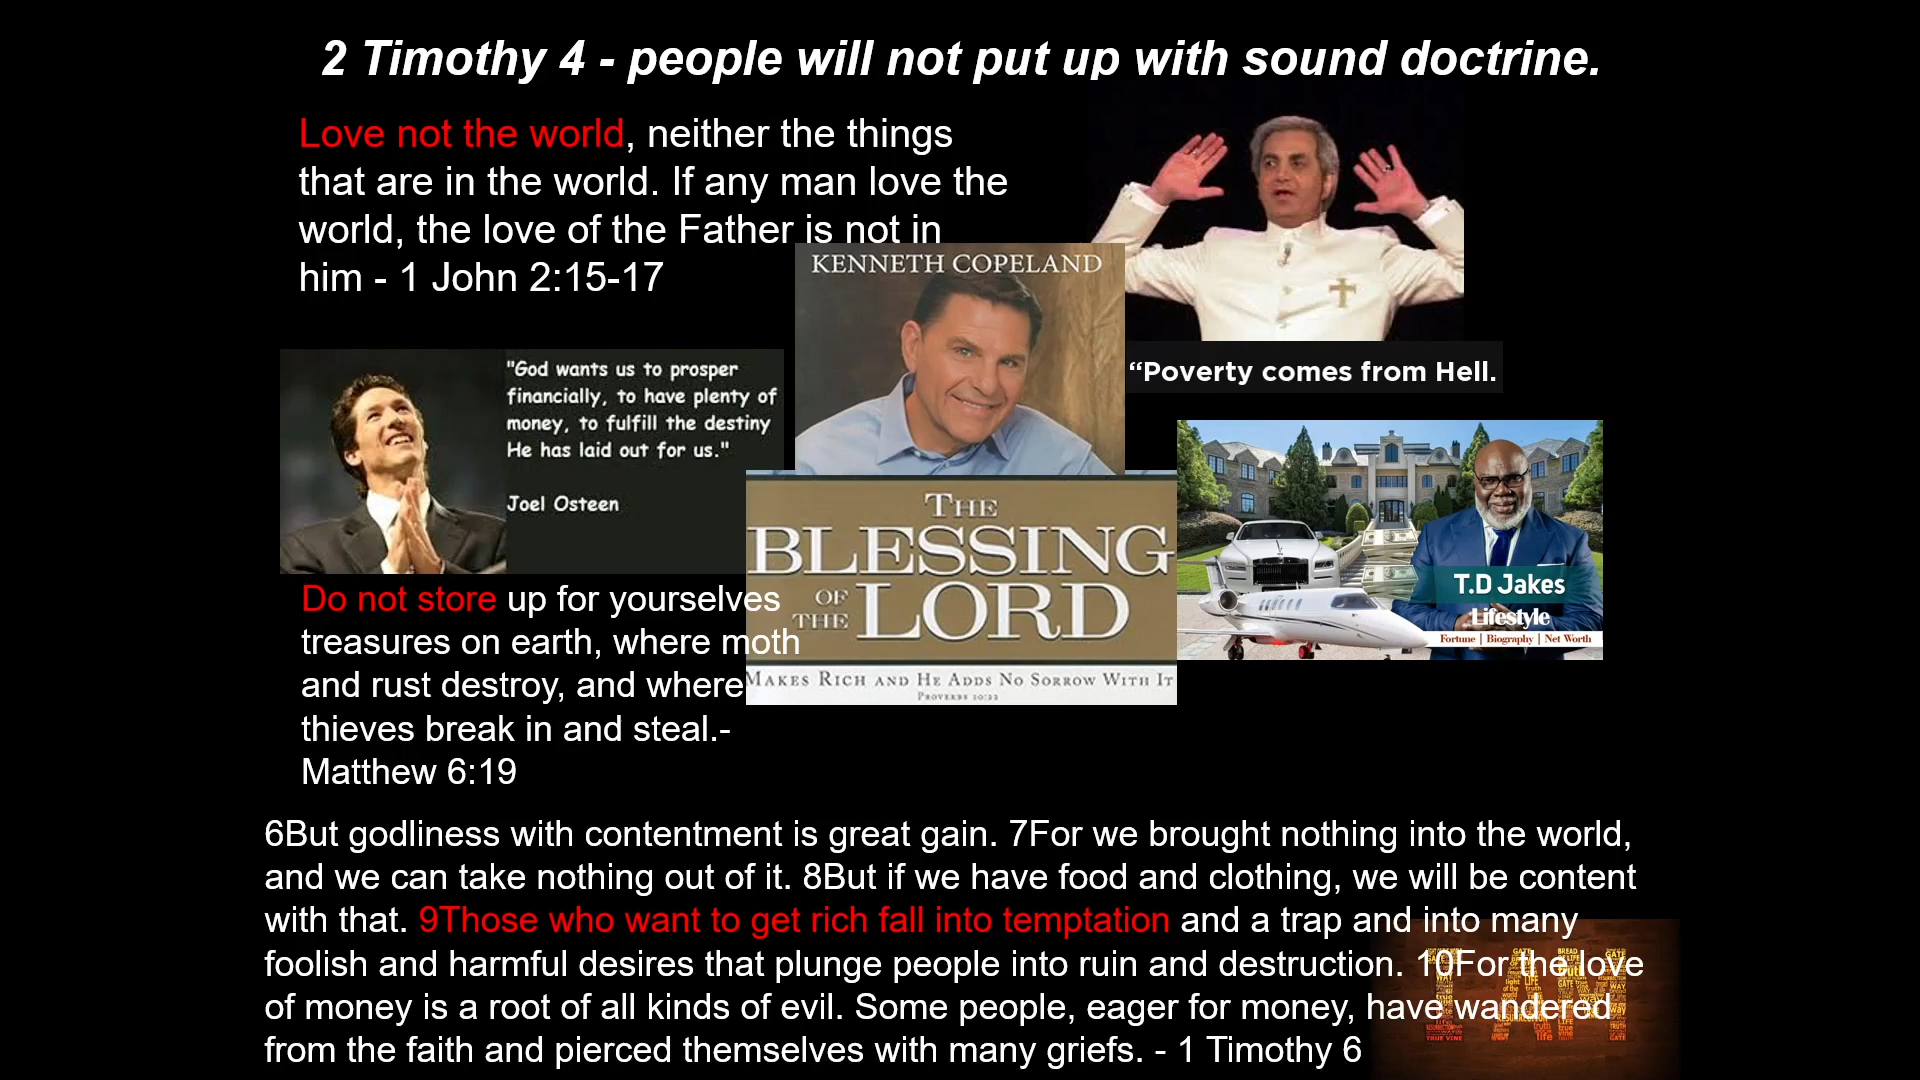 2 Timothy 4 - people will not put up with sound doctrine.
Love not the world, neither the things
that are in the world. If any man love the
world, the love of the Father is not in
him - 1 John 2:15-17
KENNETH COPELAND
"God wants us to prosper
financially, to have plenty of
money, to fulfill the destiny
He has laid out for us."
Joel Osteen
“Poverty comes from Hell.
THE
BLESSING
OF THE LORD
MAKES RICH AND HE ADDS NO SORROW WITH IT
PROVERBS 10:22
T.D Jakes
Lifestyle
Fortune | Biography | Net Worth
Do not store up for yourselves
treasures on earth, where moth
and rust destroy, and where
thieves break in and steal.-
Matthew 6:19
6But godliness with contentment is great gain. 7For we brought nothing into the world,
and we can take nothing out of it. 8But if we have food and clothing, we will be content
with that. 9Those who want to get rich fall into temptation and a trap and into many
foolish and harmful desires that plunge people into ruin and destruction. 10For the love
of money is a root of all kinds of evil. Some people, eager for money, have wandered
from the faith and pierced themselves with many griefs. - 1 Timothy 6
I AM